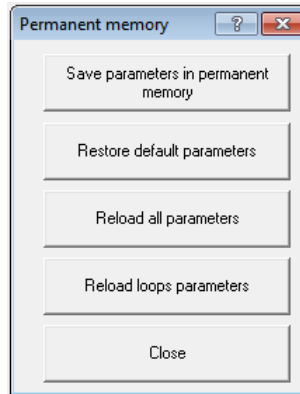 Permanent memory
?
Save parameters in permanent
memory
Restore default parameters
Reload all parameters
Reload loops parameters
Close